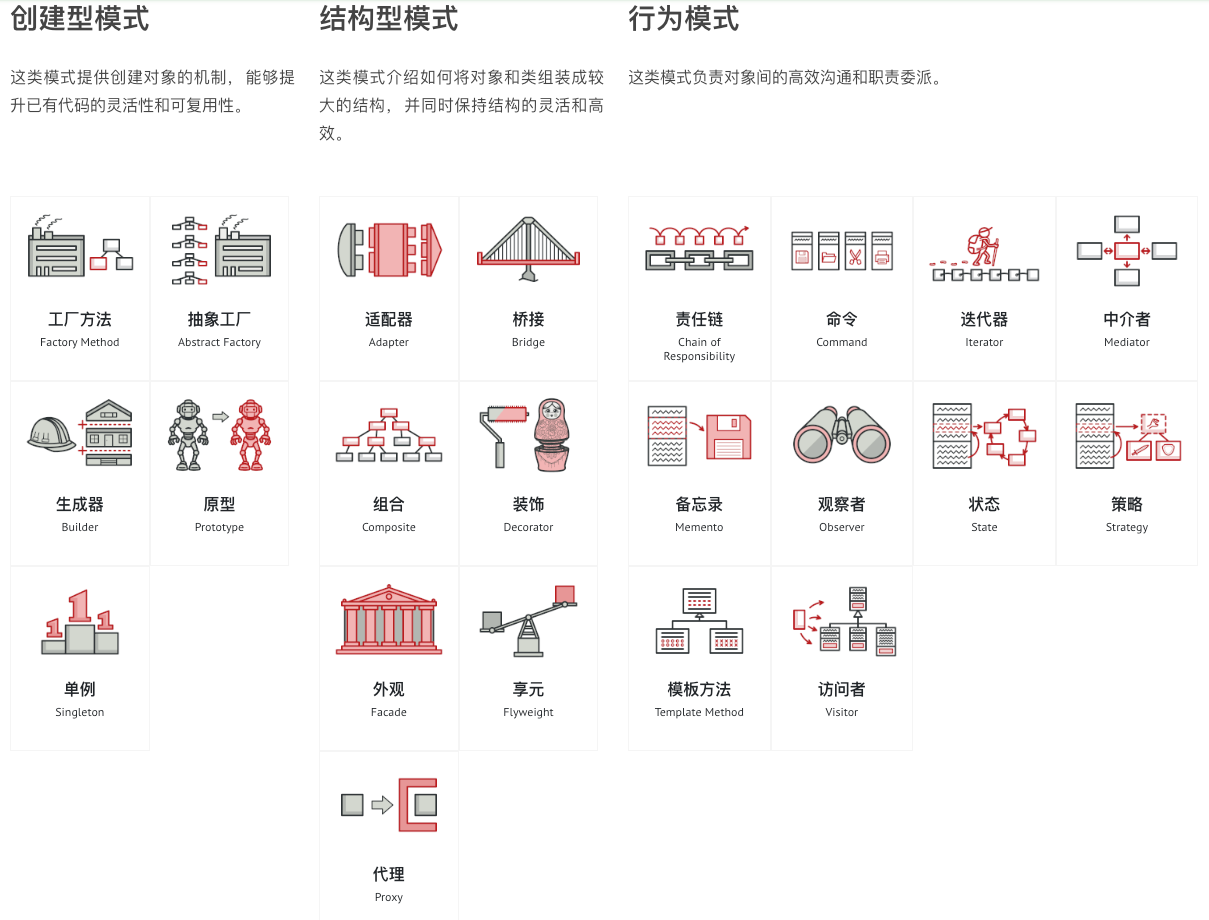 创建型模式
这类模式提供创建对象的机制， 能够提
升已有代码的灵活性和可复用性。
工厂方法
Factory Method
抽象工厂
Abstract Factory
生成器
Builder
原型
Prototype
单例
Singleton
结构型模式
这类模式介绍如何将对象和类组装成较
大的结构， 并同时保持结构的灵活和高
效。
适配器
Adapter
桥接
Bridge
组合
Composite
装饰
Decorator
外观
Facade
享元
Flyweight
代理
Proxy
行为模式
这类模式负责对象间的高效沟通和职责委派。
责任链
Chain of
Responsibility
命令
Command
迭代器
Iterator
中介者
Mediator
备忘录
Memento
观察者
Observer
状态
State
策略
Strategy
模板方法
Template Method
访问者
Visitor
1
1
1